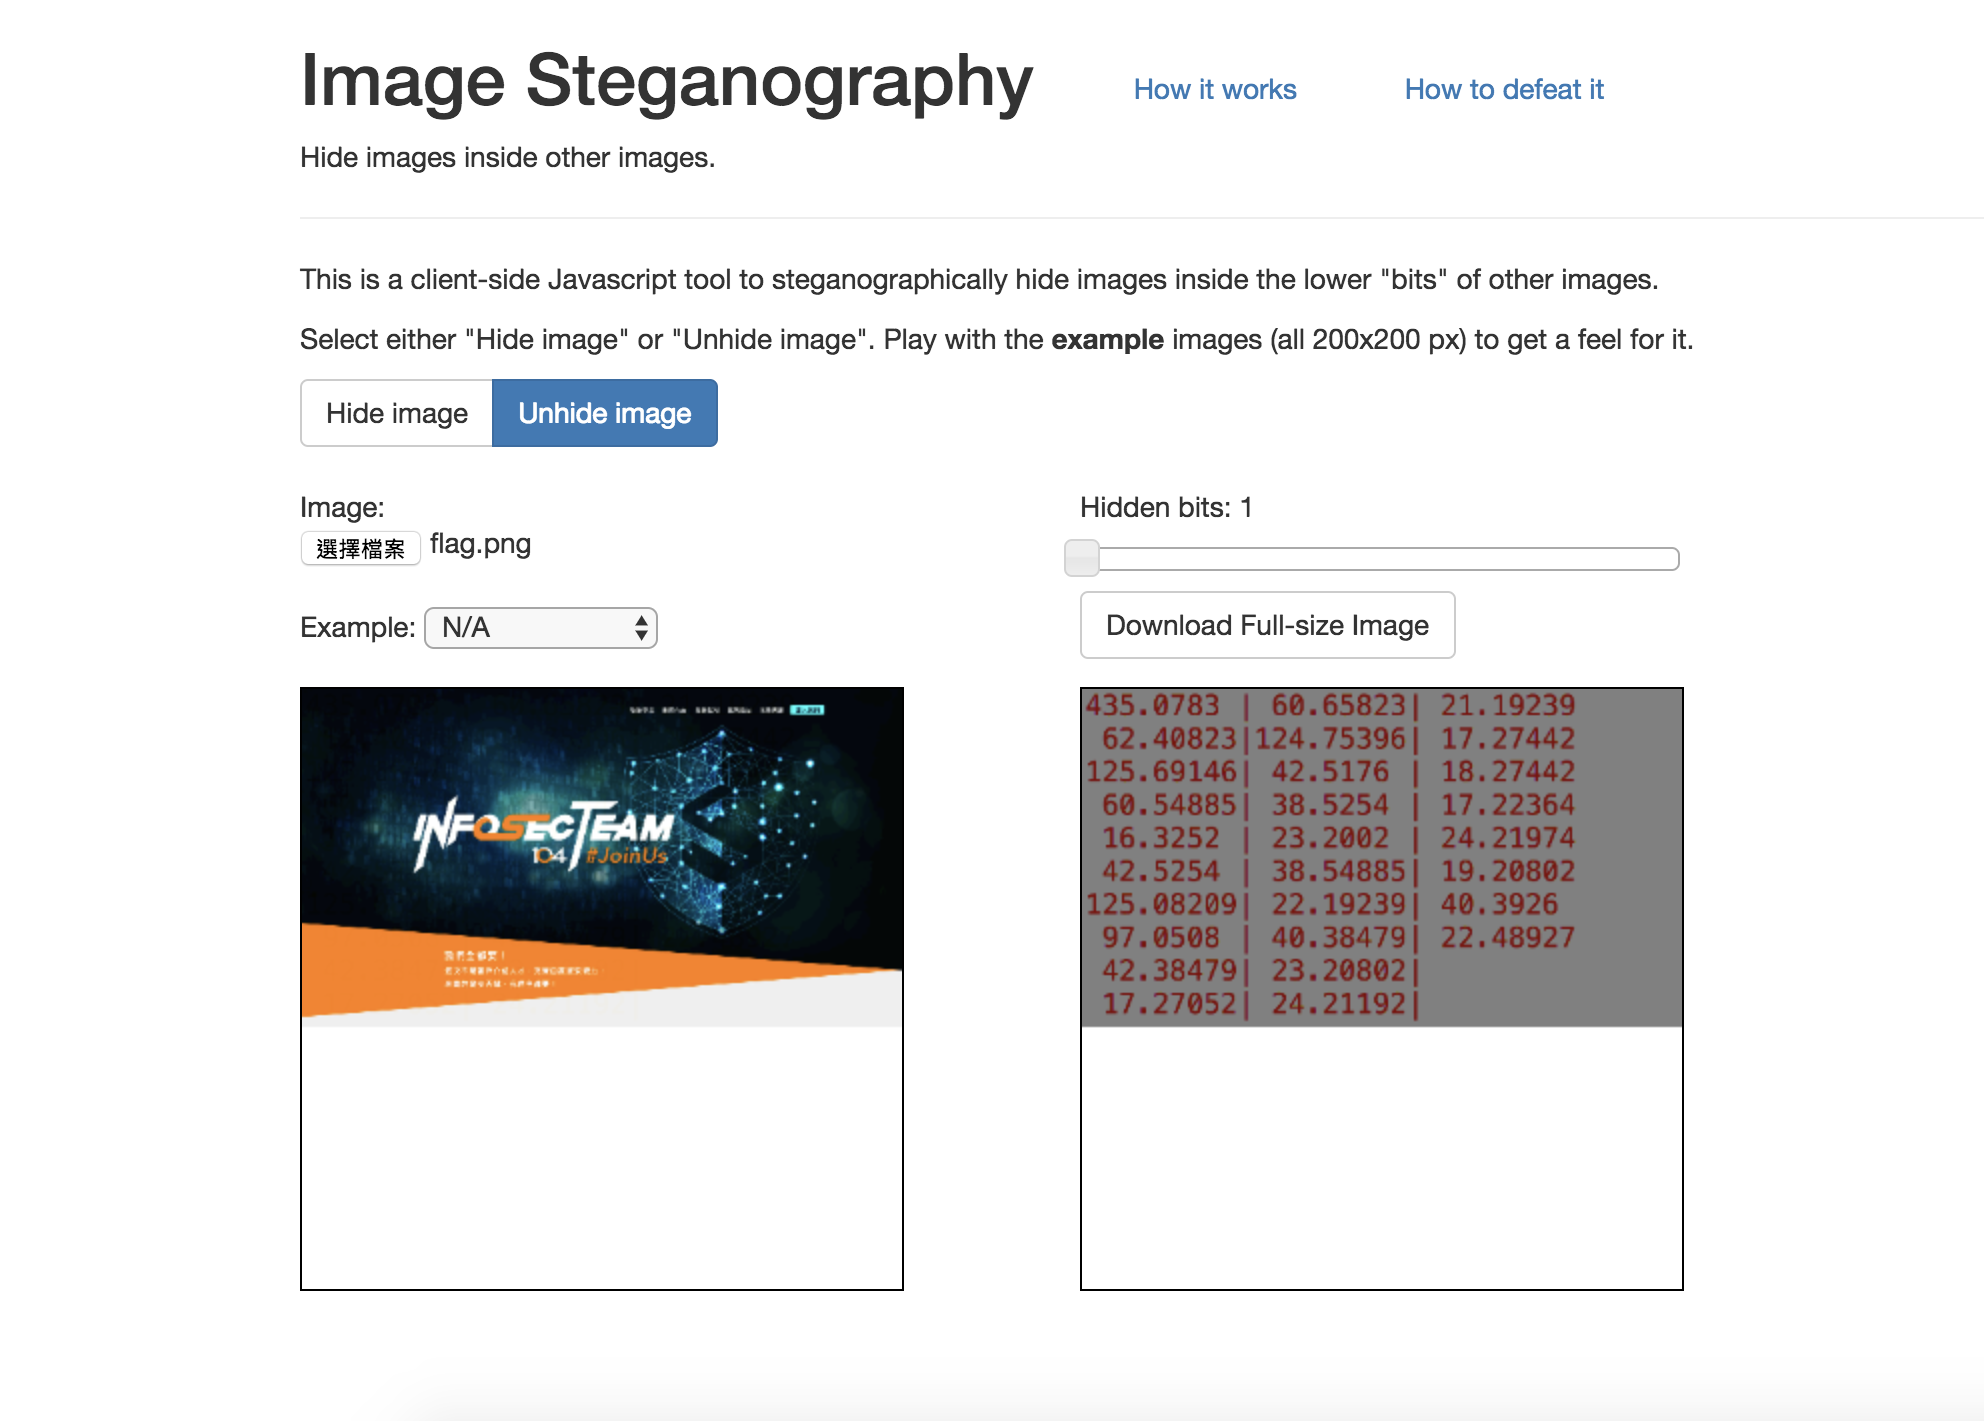 Image Steganography
How it works
How to defeat it
Hide images inside other images.
This is a client-side Javascript tool to steganographically hide images inside the lower "bits" of other images.
Select either "Hide image" or "Unhide image". Play with the example images (all 200x200 px) to get a feel for it.
Hide image
Unhide image
Image:
選擇檔案 flag.png
Example: N/A
Hidden bits: 1
Download Full-size Image
INFOSECTEAM
104 #JoinUs
435.0783 | 60.65823| 21.19239
62.40823|124.75396| 17.27442
125.69146| 42.5176 | 18.27442
60.54885| 38.5254 | 17.22364
16.3252 | 23.2002 | 24.21974
42.5254 | 38.54885| 19.20802
125.08209| 22.19239| 40.3926
97.0508 | 40.38479| 22.48927
42.38479| 23.20802|
17.27052| 24.21192|